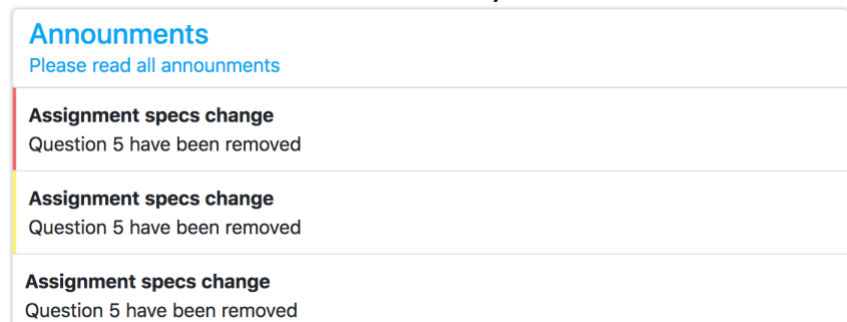 Announments
Please read all announments
Assignment specs change
Question 5 have been removed
Assignment specs change
Question 5 have been removed
Assignment specs change
Question 5 have been removed